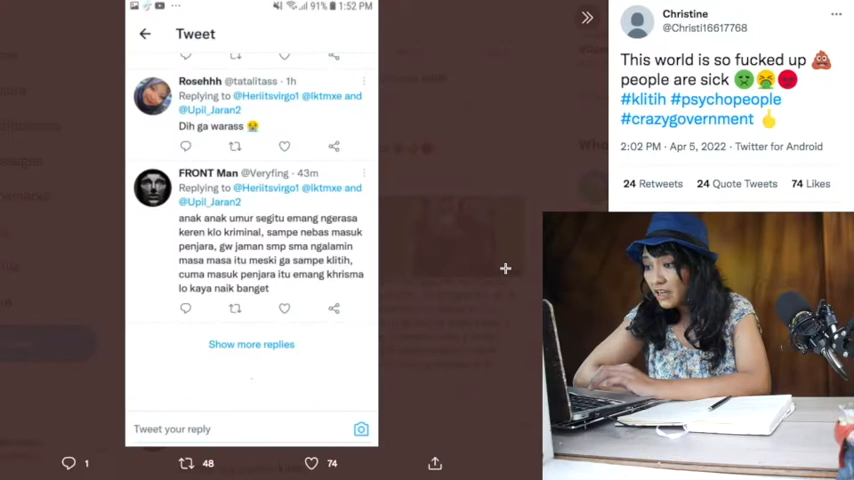 91% 1:52 PM
Tweet
Rosehhh @tatalitass · 1h
Replying to @Heriitsvirgo1 @lktmxe and
@Upil_Jaran2
Dih ga warass 😭
FRONT Man @Veryfing · 43m
Replying to @Heriitsvirgo1 @lktmxe and
@Upil_Jaran2
anak anak umur segitu emang ngerasa
keren klo kriminal, sampe nebas masuk
penjara, gw jaman smp sma ngalamin
masa masa itu meski ga sampe klitih,
cuma masuk penjara itu emang khrisma
lo kaya naik banget
Show more replies
Tweet your reply
1
48
74
Christine
@Christi16617768
This world is so fucked up 💩
people are sick 🤢🤮😡
#klitih #psychopeople
#crazygovernment 🖕
2:02 PM · Apr 5, 2022 · Twitter for Android
24 Retweets 24 Quote Tweets 74 Likes